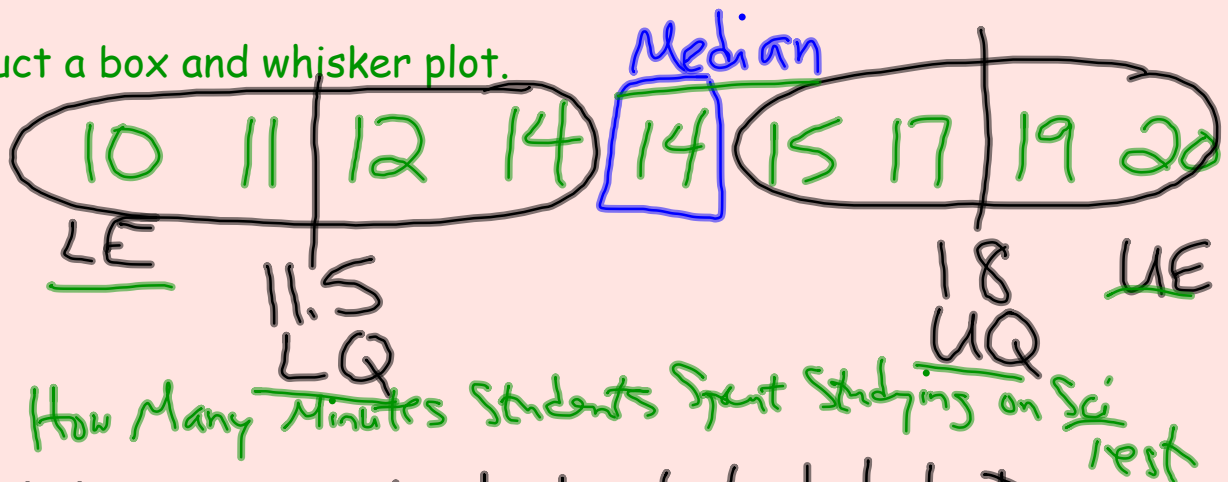 Median
uct a box and whisker plot.
10 11 12 14 14 15 17 19 20
LE 11.5 18 UE
LQ UQ
How Many Minutes Students Spent Studying on Sci
Test